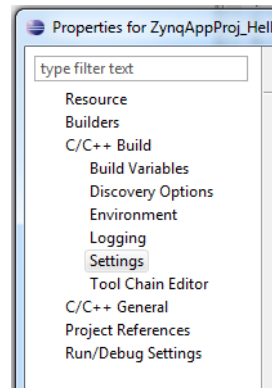 Properties for ZynqAppProj_Hell
type filter text
Resource
Builders
C/C++ Build
Build Variables
Discovery Options
Environment
Logging
Settings
Tool Chain Editor
C/C++ General
Project References
Run/Debug Settings